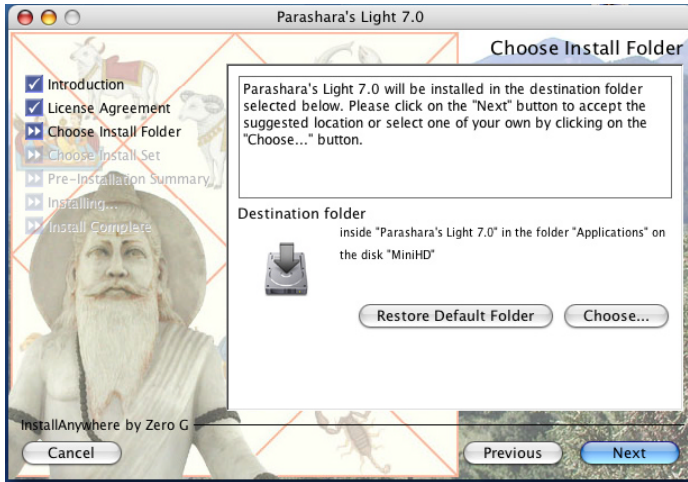 Parashara's Light 7.0
Choose Install Folder
Introduction
License Agreement
Choose Install Folder
Choose Install Set
Pre-Installation Summary
Installing...
Install Complete
Parashara's Light 7.0 will be installed in the destination folder
selected below. Please click on the "Next" button to accept the
suggested location or select one of your own by clicking on the
"Choose..." button.
Destination folder
inside "Parashara's Light 7.0" in the folder "Applications" on
the disk "MiniHD"
Restore Default Folder
Choose...
InstallAnywhere by Zero G
Cancel
Previous
Next